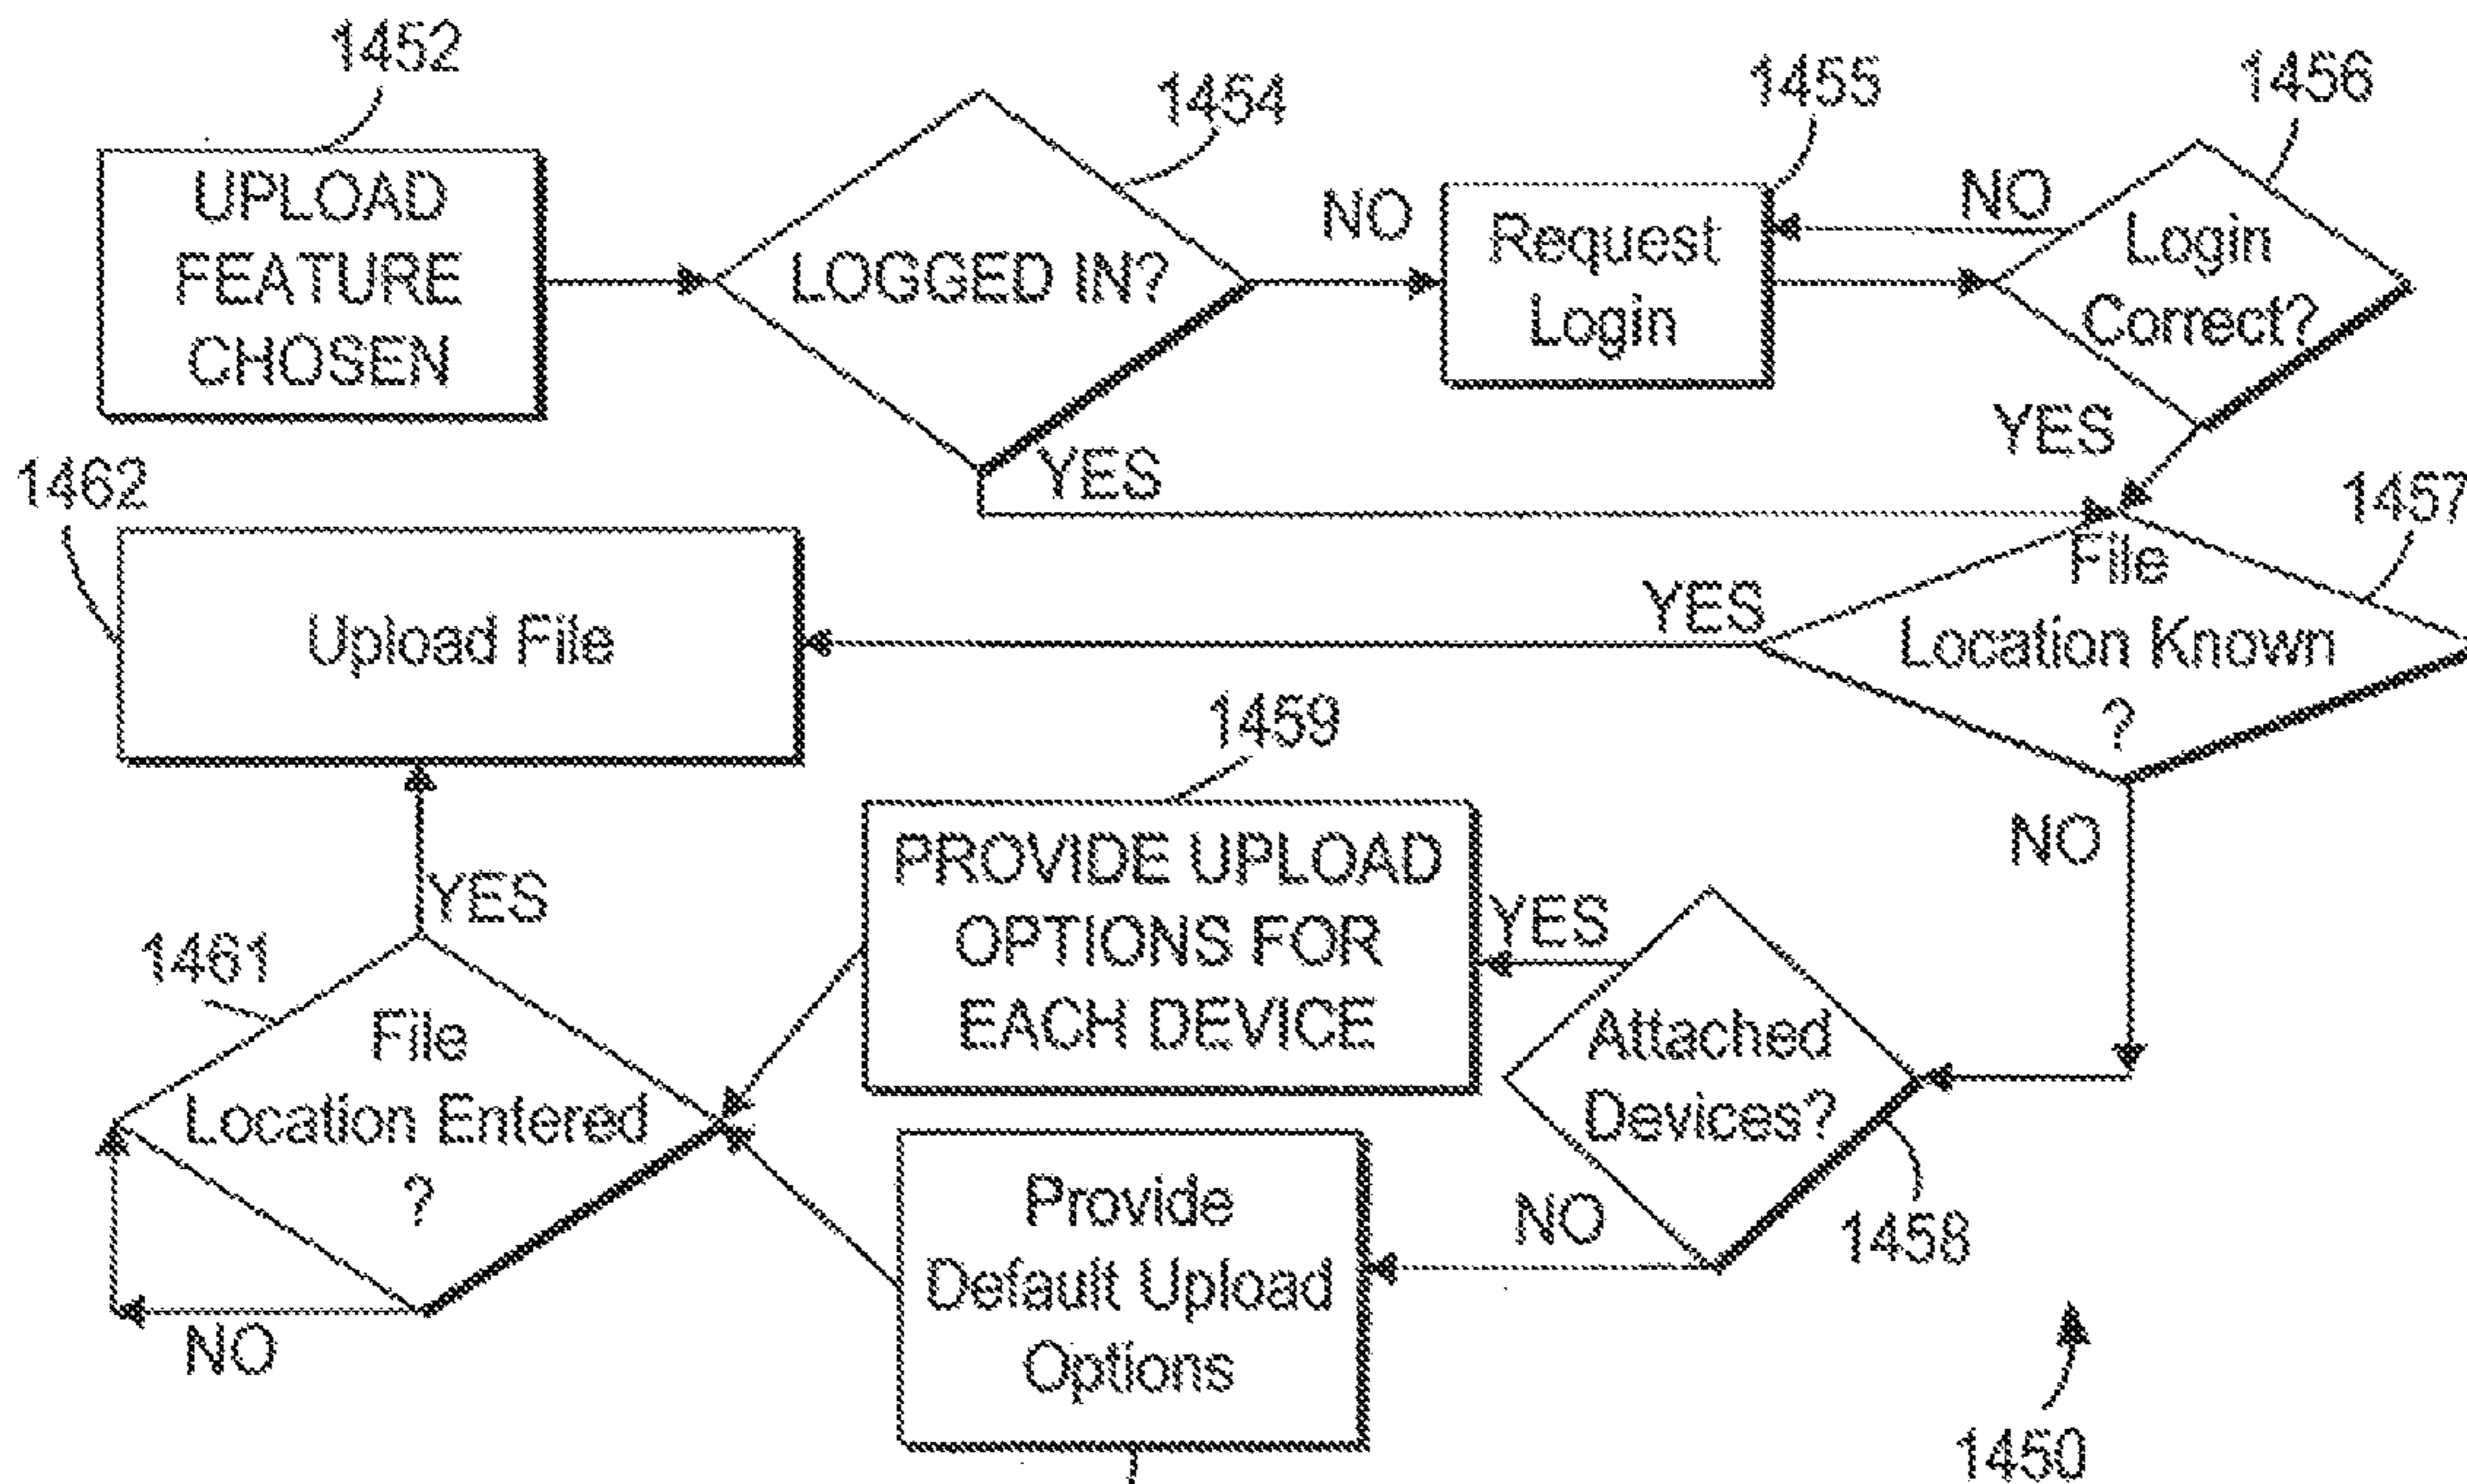 1452
UPLOAD
FEATURE
CHOSEN
1454
LOGGED IN?
NO
YES
1455
Request
Login
1456
NO
Login
Correct?
YES
1457
File
Location Known
?
YES
NO
1462
Upload File
1459
PROVIDE UPLOAD
OPTIONS FOR
EACH DEVICE
YES
Attached
Devices?
1458
NO
Provide
Default Upload
Options
1461
YES
File
Location Entered
?
NO
1450